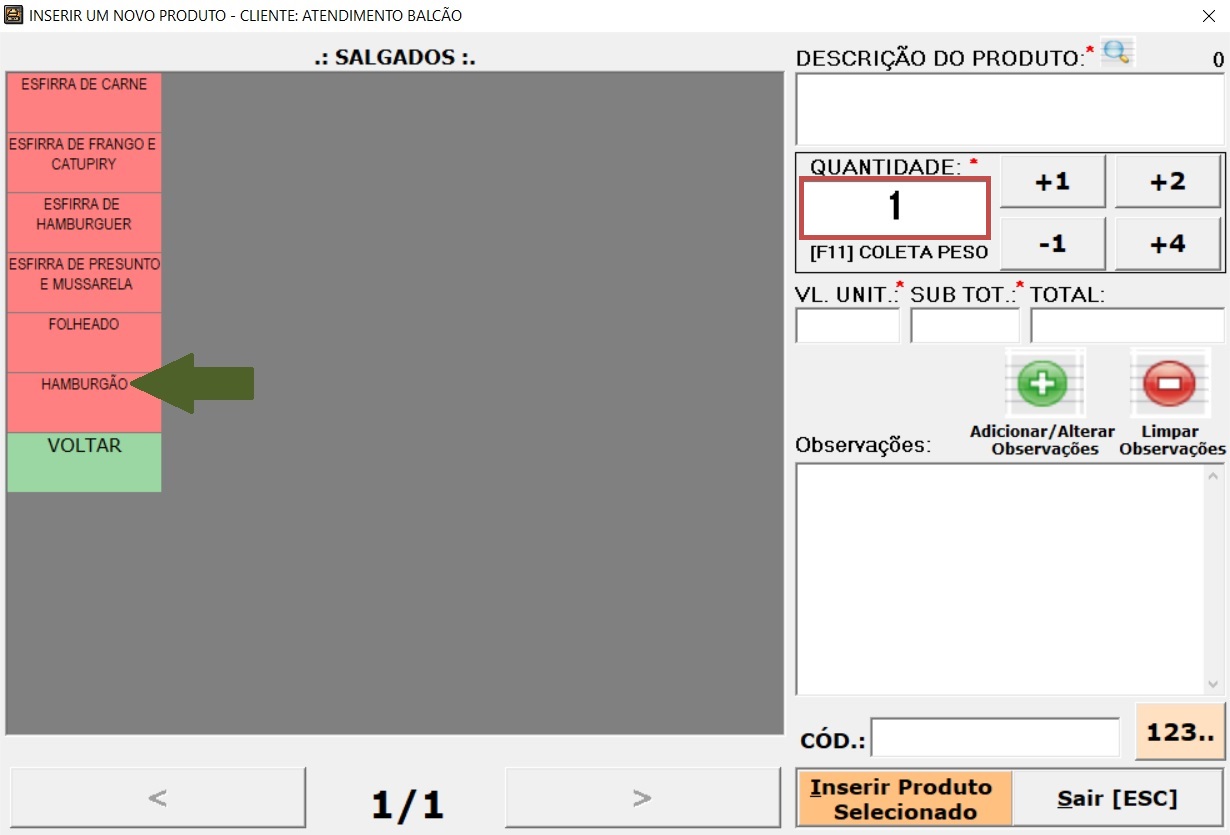 INSERIR UM NOVO PRODUTO - CLIENTE: ATENDIMENTO BALCÃO
.: SALGADOS :.
ESFIRRA DE CARNE
ESFIRRA DE FRANGO E
CATUPIRY
ESFIRRA DE
HAMBURGUER
ESFIRRA DE PRESUNTO
E MUSSARELA
FOLHEADO
HAMBURGÃO
VOLTAR
<
1/1
>
DESCRIÇÃO DO PRODUTO:*
0
QUANTIDADE: *
1
[F11] COLETA PESO
+1
+2
-1
+4
VL. UNIT.:* SUB TOT.:* TOTAL:
Observações:
Adicionar/Alterar
Observações
Limpar
Observações
CÓD.:
123..
Inserir Produto
Selecionado
Sair [ESC]